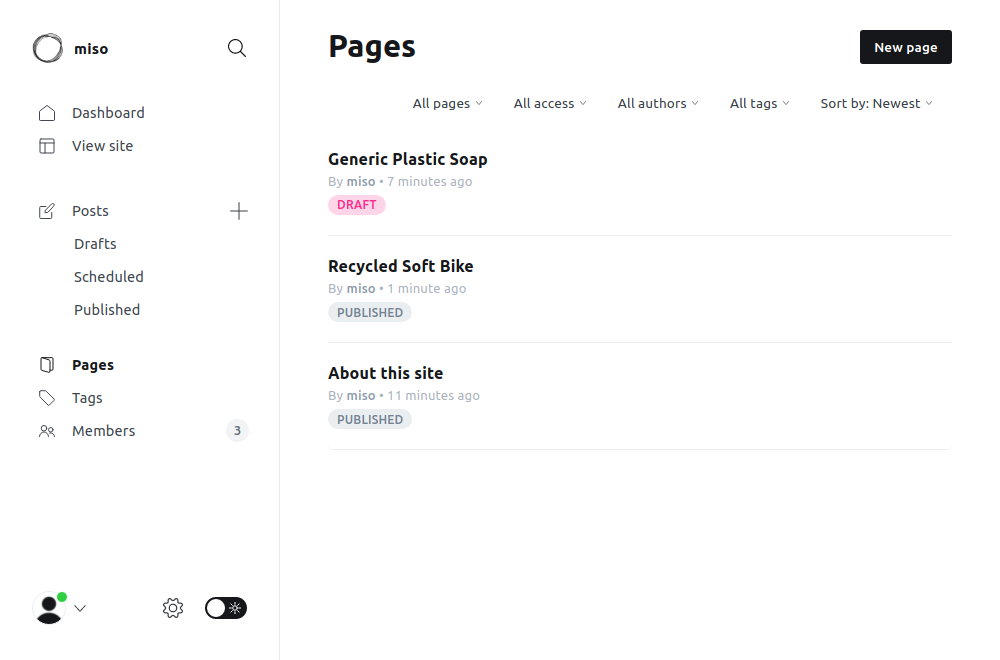 miso
Dashboard
View site
Posts
Drafts
Scheduled
Published
Pages
Tags
Members 3
Pages
New page
All pages All access All authors All tags Sort by: Newest
Generic Plastic Soap
By miso • 7 minutes ago
DRAFT
Recycled Soft Bike
By miso • 1 minute ago
PUBLISHED
About this site
By miso • 11 minutes ago
PUBLISHED